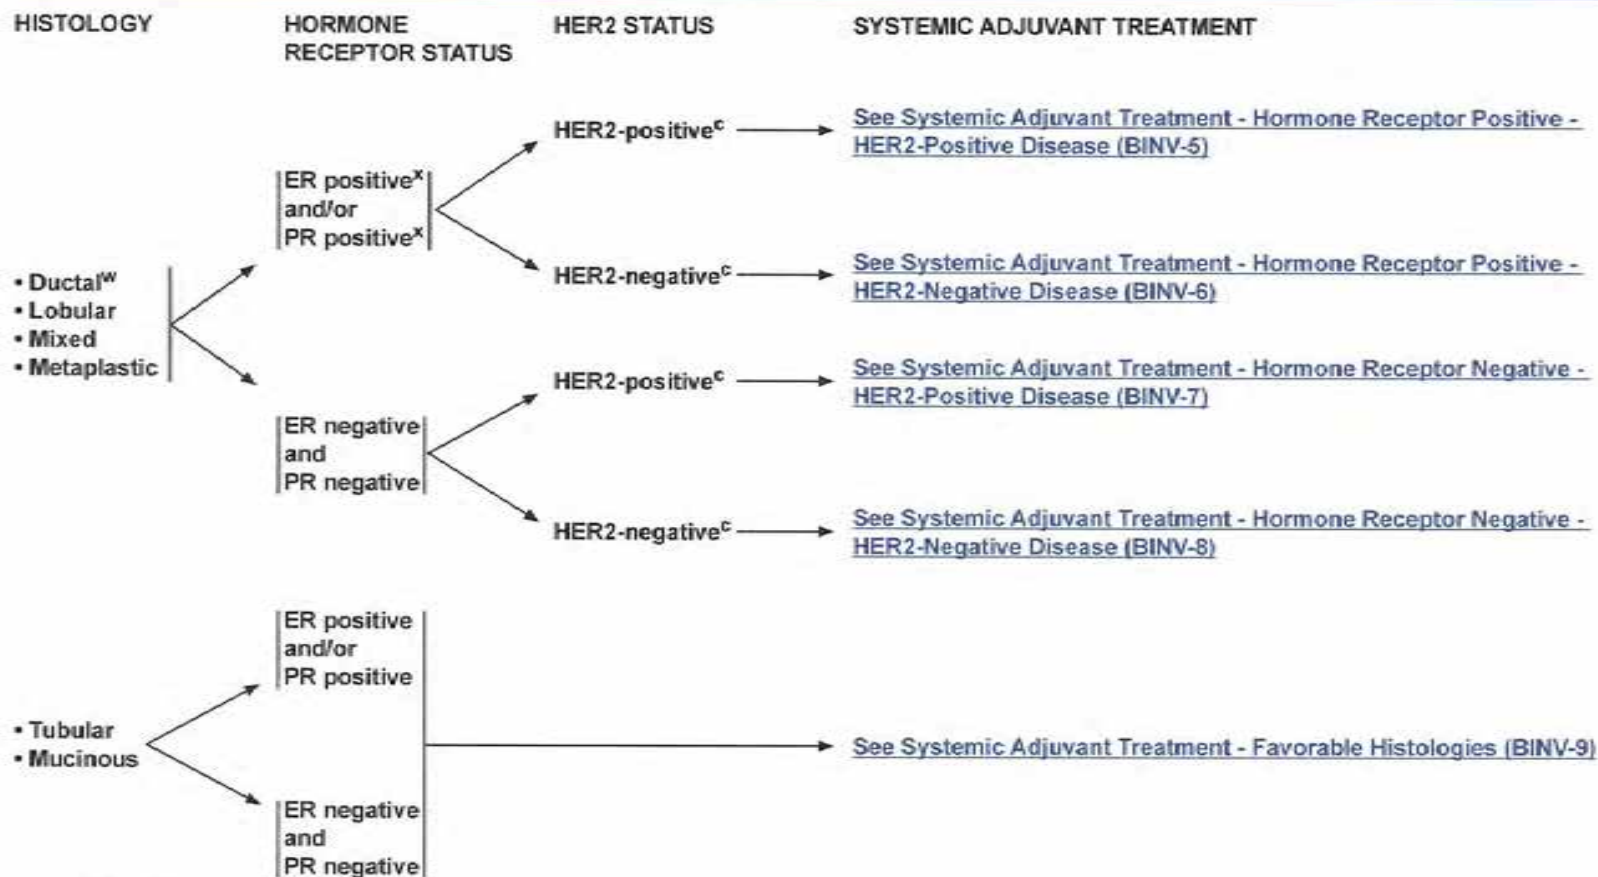 HISTOLOGY
HORMONE
RECEPTOR STATUS
HER2 STATUS
SYSTEMIC ADJUVANT TREATMENT
• Ductalʷ
• Lobular
• Mixed
• Metaplastic
ER positiveˣ
and/or
PR positiveˣ
HER2-positiveᶜ
See Systemic Adjuvant Treatment - Hormone Receptor Positive -
HER2-Positive Disease (BINV-5)
HER2-negativeᶜ
See Systemic Adjuvant Treatment - Hormone Receptor Positive -
HER2-Negative Disease (BINV-6)
ER negative
and
PR negative
HER2-positiveᶜ
See Systemic Adjuvant Treatment - Hormone Receptor Negative -
HER2-Positive Disease (BINV-7)
HER2-negativeᶜ
See Systemic Adjuvant Treatment - Hormone Receptor Negative -
HER2-Negative Disease (BINV-8)
• Tubular
• Mucinous
ER positive
and/or
PR positive
ER negative
and
PR negative
See Systemic Adjuvant Treatment - Favorable Histologies (BINV-9)